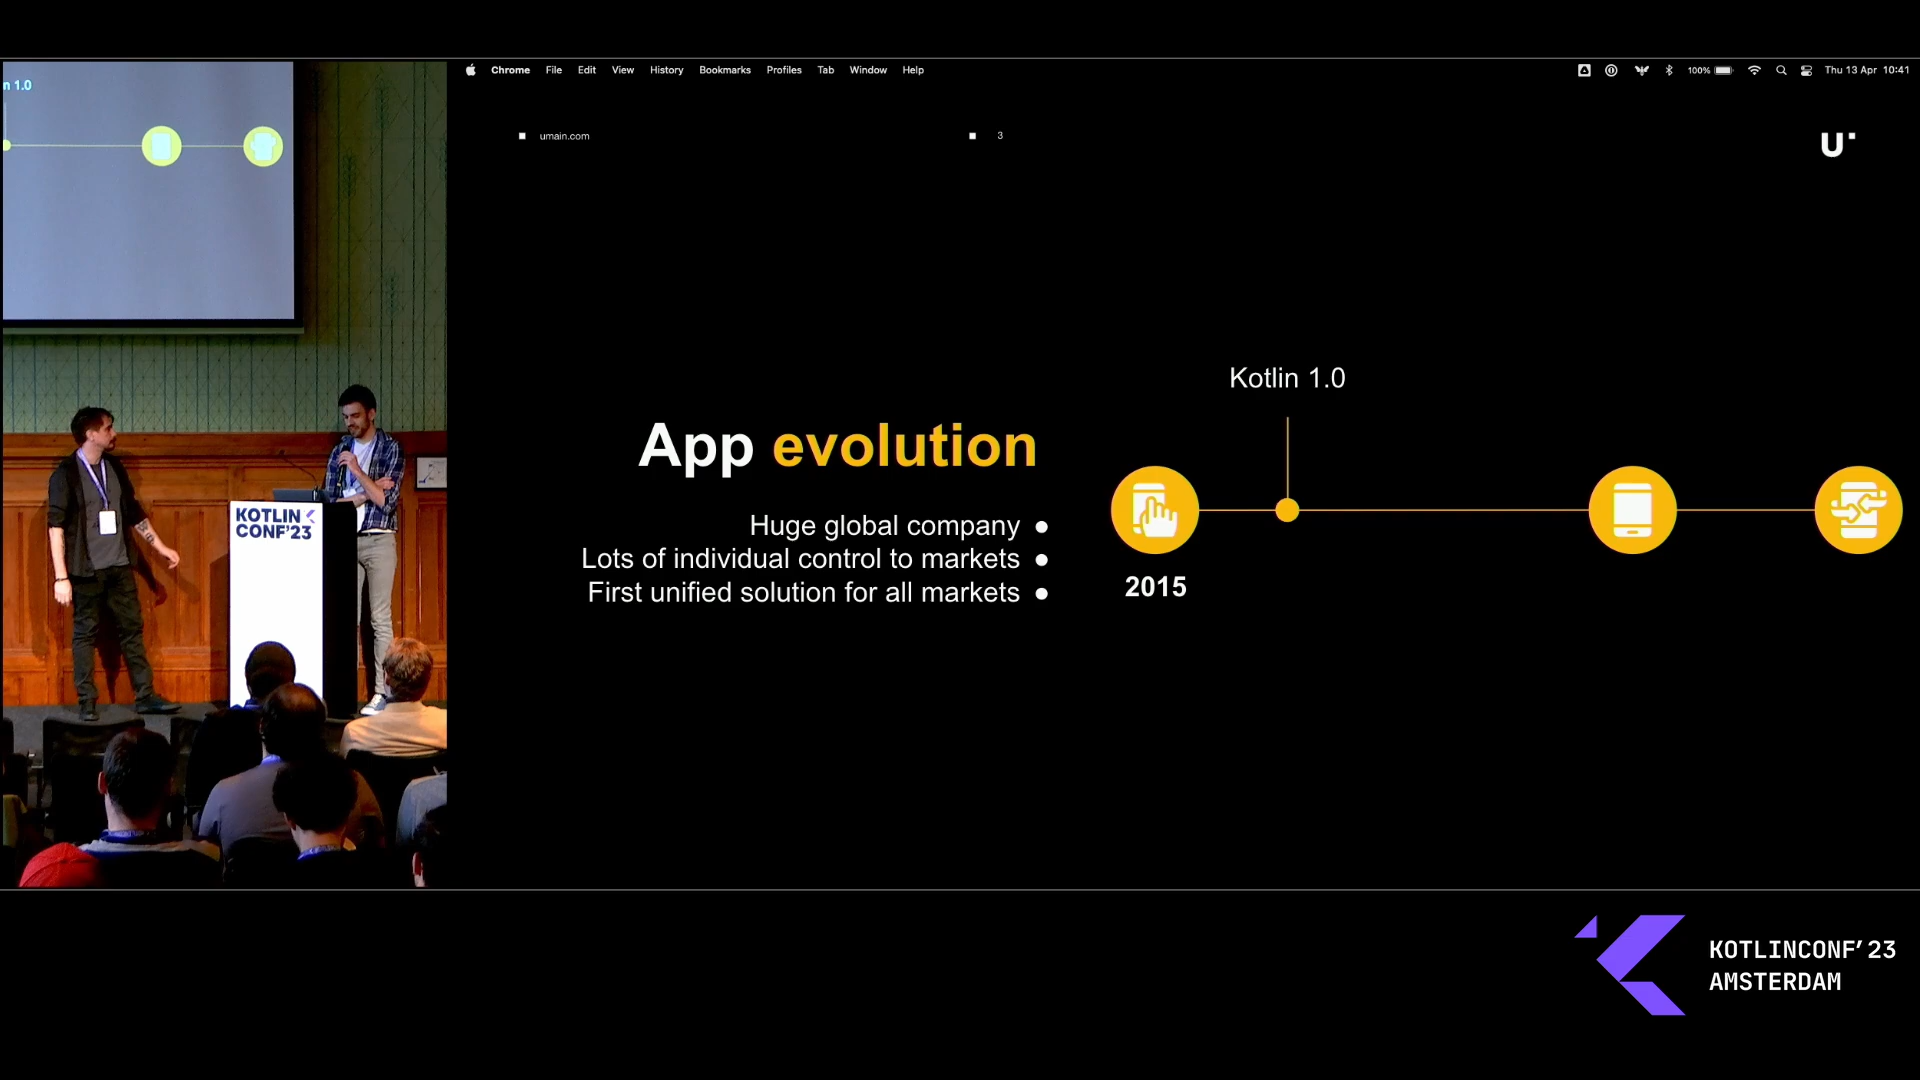 n 1.0
KOTLIN
CONF'23
Chrome File Edit View History Bookmarks Profiles Tab Window Help
100% Thu 13 Apr 10:41
umain.com
3
U
App evolution
Huge global company
Lots of individual control to markets
First unified solution for all markets
Kotlin 1.0
2015
KOTLINCONF'23
AMSTERDAM